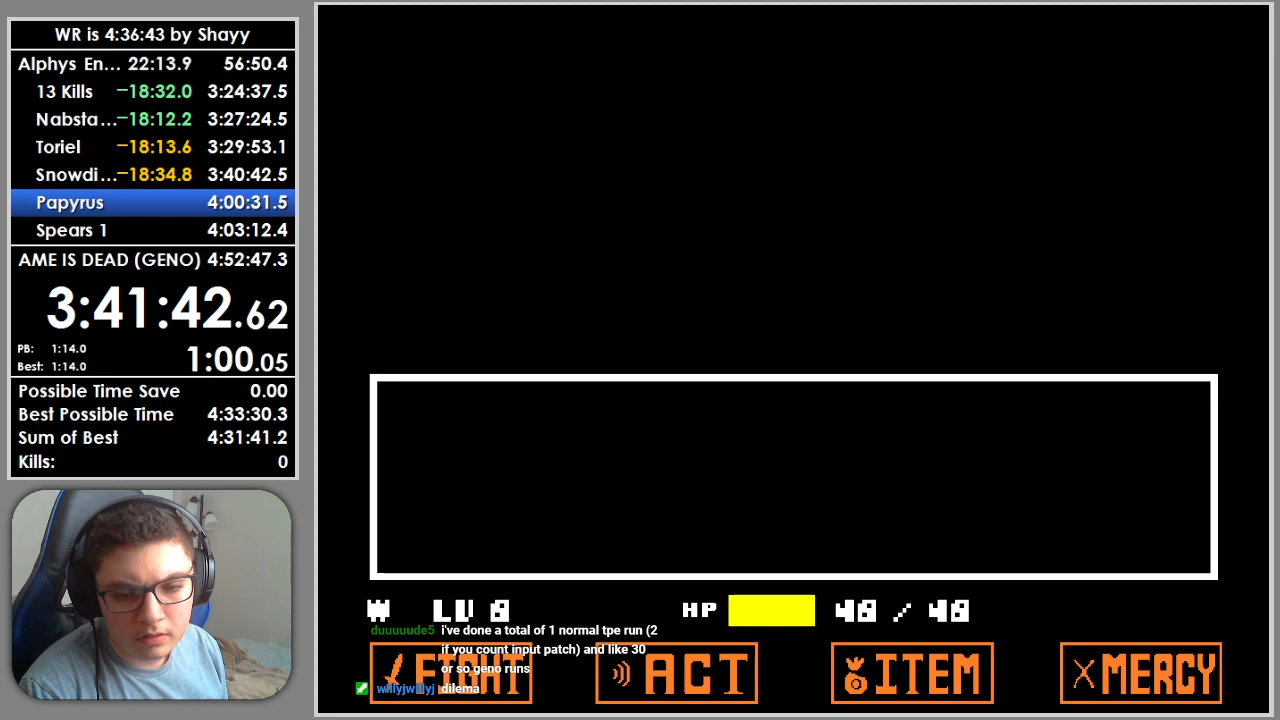 WR is 4:36:43 by Shayy
Alphys En... 22:13.9 56:50.4
13 Kills −18:32.0 3:24:37.5
Nabsta... −18:12.2 3:27:24.5
Toriel −18:13.6 3:29:53.1
Snowdi... −18:34.8 3:40:42.5
Papyrus 4:00:31.5
Spears 1 4:03:12.4
AME IS DEAD (GENO) 4:52:47.3
3:41:42.62
PB: 1:14.0
Best: 1:14.0
1:00.05
Possible Time Save 0.00
Best Possible Time 4:33:30.3
Sum of Best 4:31:41.2
Kills: 0
W LV 8 HP 48 / 48
duuuuude5 i've done a total of 1 normal tpe run (2
if you count input patch) and like 30
or so geno runs
willyjwillyj dilema
FIGHT ACT ITEM MERCY